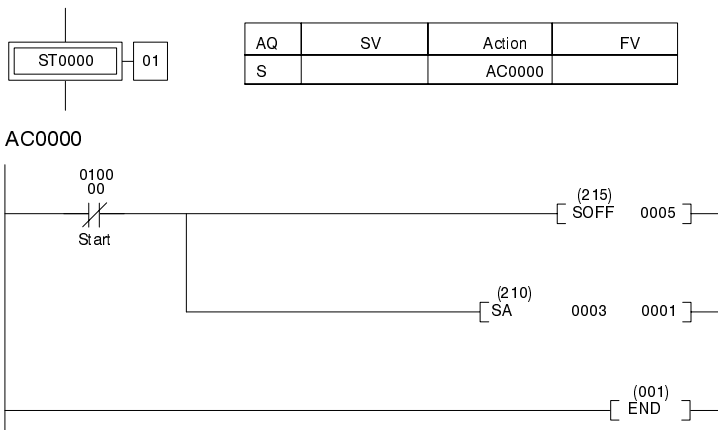 ST0000 01
AQ SV Action FV
S AC0000
AC0000
0100
00
Start
(215)
SOFF 0005
(210)
SA 0003 0001
(001)
END